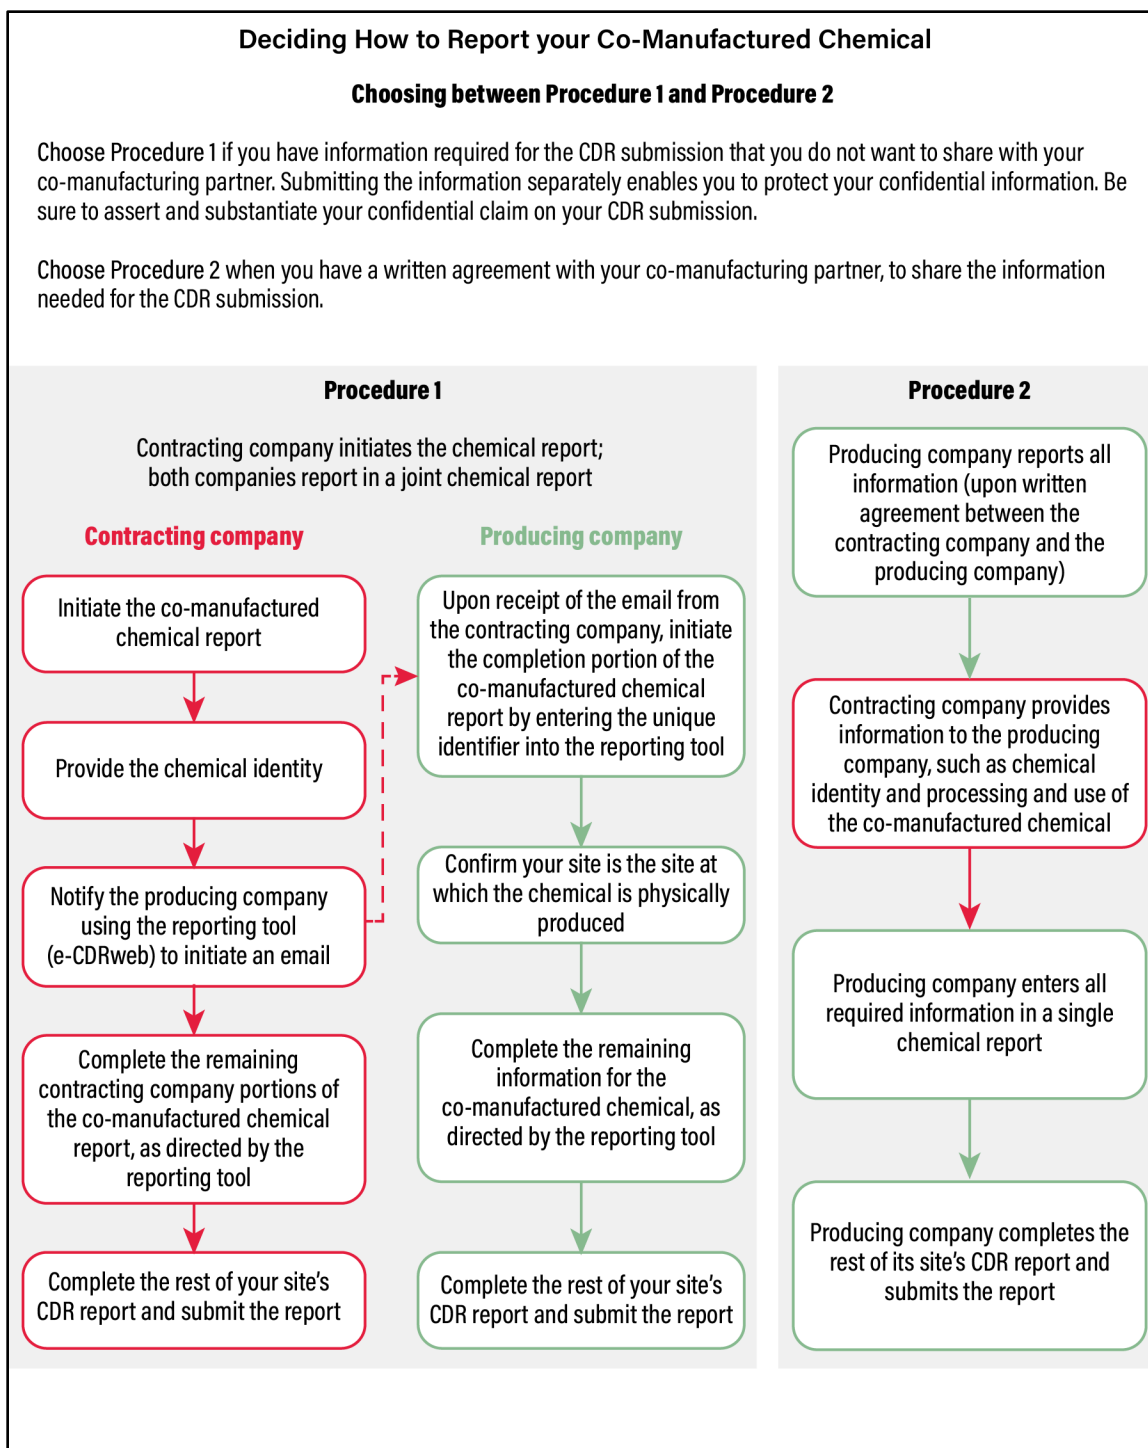 Deciding How to Report your Co-Manufactured Chemical
Choosing between Procedure 1 and Procedure 2
Choose Procedure 1 if you have information required for the CDR submission that you do not want to share with your
co-manufacturing partner. Submitting the information separately enables you to protect your confidential information. Be
sure to assert and substantiate your confidential claim on your CDR submission.
Choose Procedure 2 when you have a written agreement with your co-manufacturing partner, to share the information
needed for the CDR submission.
Procedure 1
Contracting company initiates the chemical report;
both companies report in a joint chemical report
Contracting company
Initiate the co-manufactured
chemical report
Provide the chemical identity
Notify the producing company
using the reporting tool
(e-CDRweb) to initiate an email
Complete the remaining
contracting company portions of
the co-manufactured chemical
report, as directed by the
reporting tool
Complete the rest of your site's
CDR report and submit the report
Producing company
Upon receipt of the email from
the contracting company, initiate
the completion portion of the
co-manufactured chemical
report by entering the unique
identifier into the reporting tool
Confirm your site is the site at
which the chemical is physically
produced
Complete the remaining
information for the
co-manufactured chemical, as
directed by the reporting tool
Complete the rest of your site's
CDR report and submit the report
Procedure 2
Producing company reports all
information (upon written
agreement between the
contracting company and the
producing company)
Contracting company provides
information to the producing
company, such as chemical
identity and processing and use of
the co-manufactured chemical
Producing company enters all
required information in a single
chemical report
Producing company completes the
rest of its site's CDR report and
submits the report